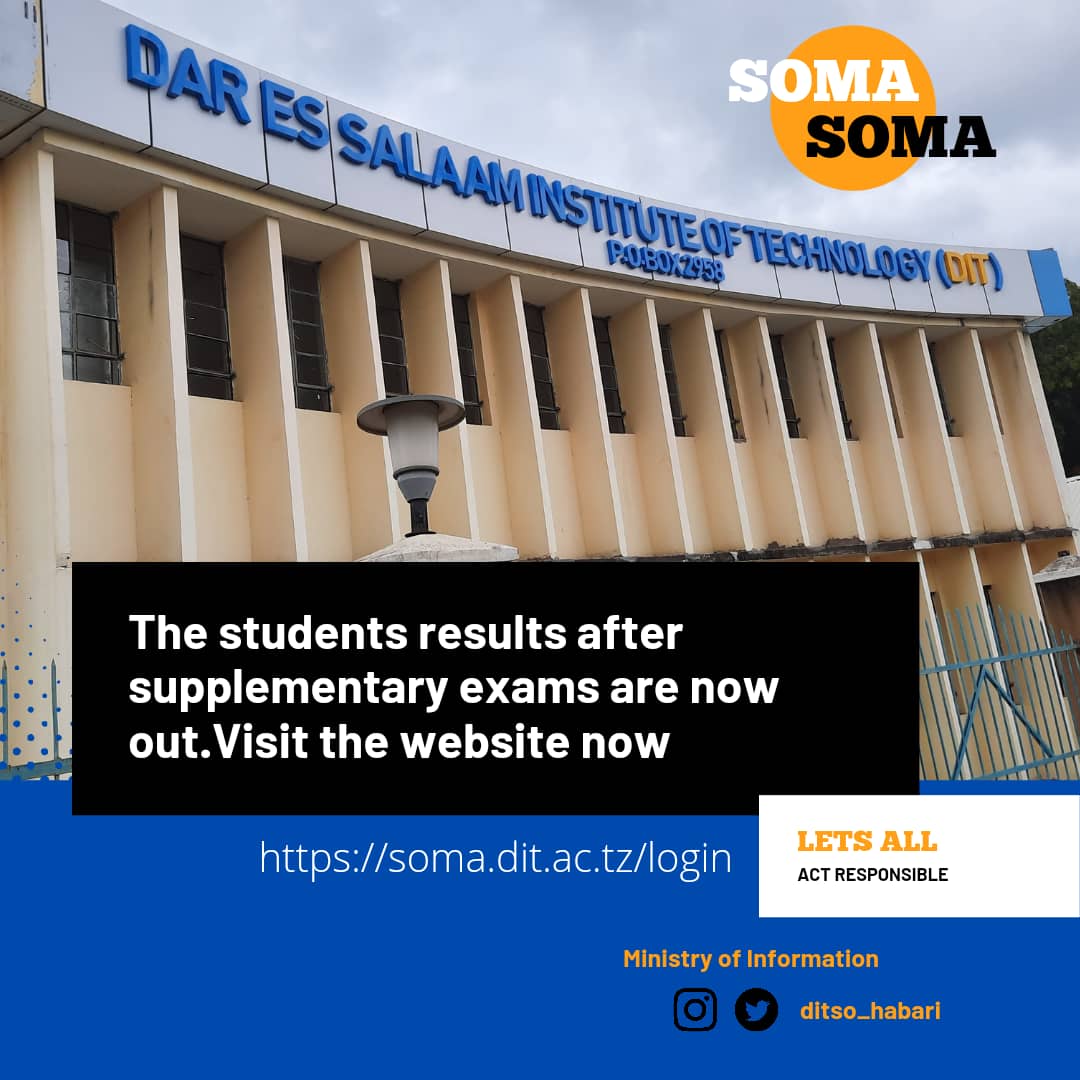 SOMA
SOMA
DAR ES SALAAM INSTITUTE OF TECHNOLOGY (DIT)
P.O.BOX 2958
The students results after
supplementary exams are now
out.Visit the website now
https://soma.dit.ac.tz/login
LETS ALL
ACT RESPONSIBLE
Ministry of Information
ditso_habari